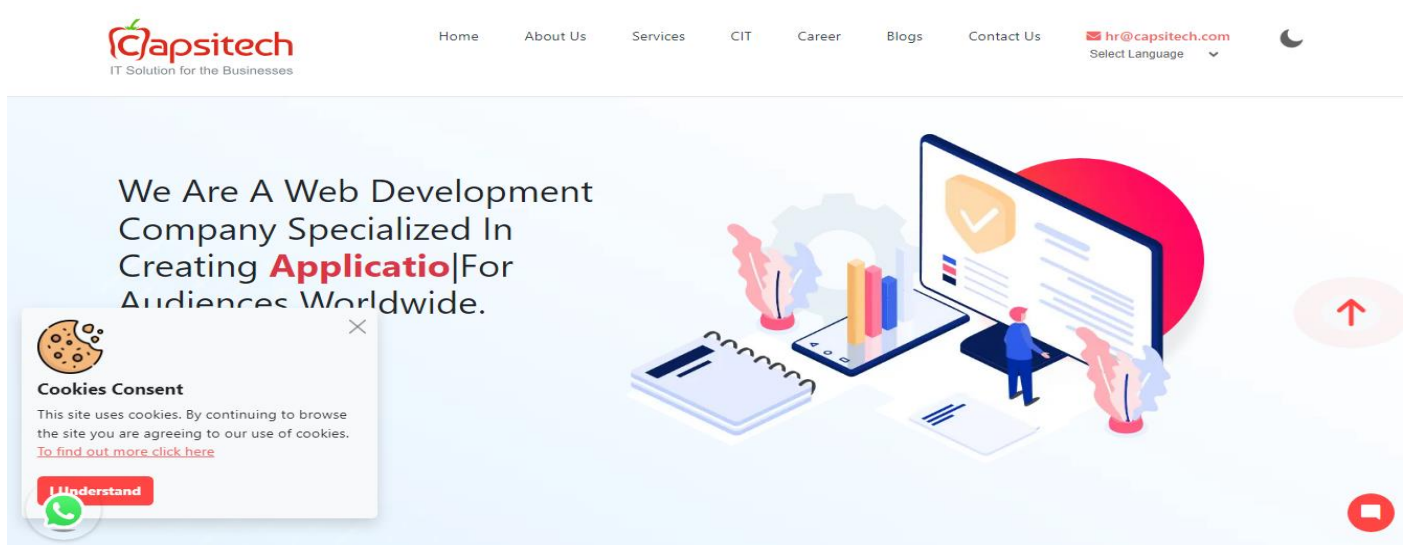 Capsitech
IT Solution for the Businesses
Home About Us Services CIT Career Blogs Contact Us
hr@capsitech.com
Select Language
We Are A Web Development
Company Specialized In
Creating Applicatio|For
Audiences Worldwide.
Cookies Consent
This site uses cookies. By continuing to browse
the site you are agreeing to our use of cookies.
To find out more click here
I Understand